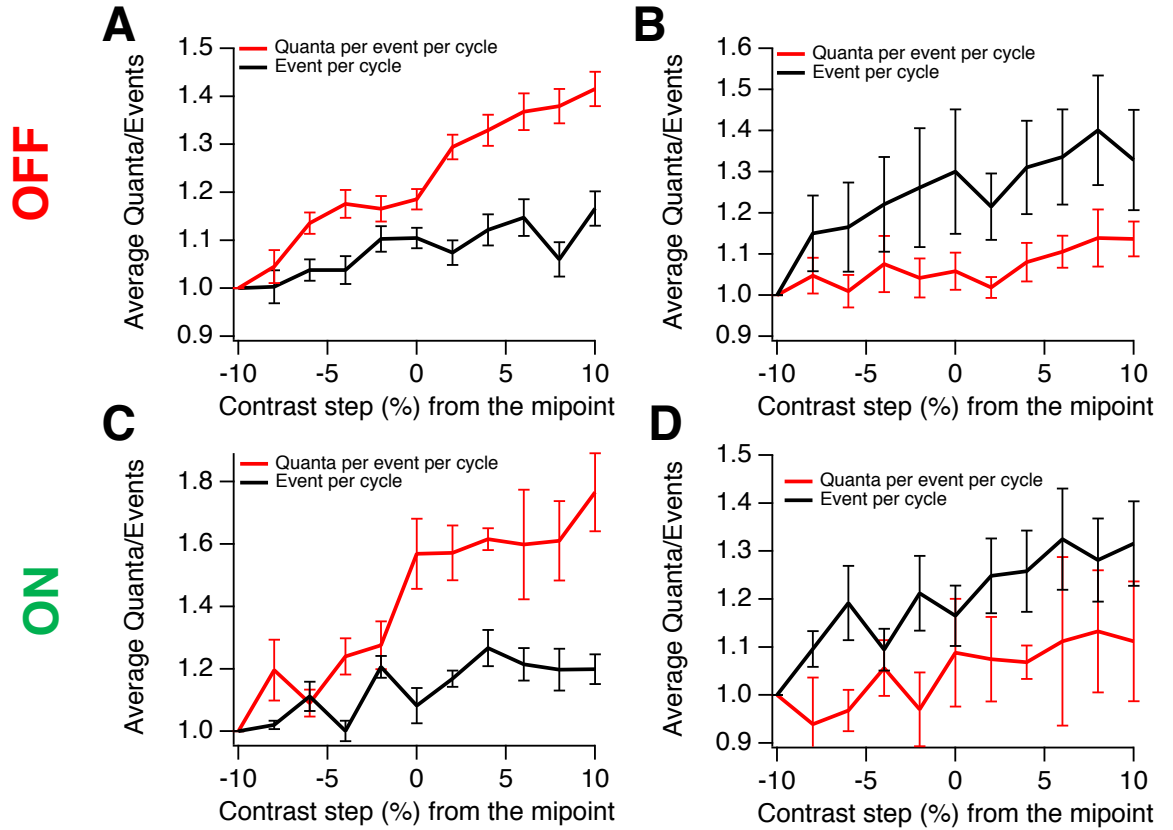 OFF
A
Quanta per event per cycle
Event per cycle
Average Quanta/Events
1.5
1.4
1.3
1.2
1.1
1.0
0.9
-10
-5
0
5
10
Contrast step (%) from the mipoint
B
Quanta per event per cycle
Event per cycle
Average Quanta/Events
1.6
1.5
1.4
1.3
1.2
1.1
1.0
0.9
-10
-5
0
5
10
Contrast step (%) from the mipoint
ON
C
Quanta per event per cycle
Event per cycle
Average Quanta/Events
1.8
1.6
1.4
1.2
1.0
-10
-5
0
5
10
Contrast step (%) from the mipoint
D
Quanta per event per cycle
Event per cycle
Average Quanta/Events
1.5
1.4
1.3
1.2
1.1
1.0
0.9
-10
-5
0
5
10
Contrast step (%) from the mipoint